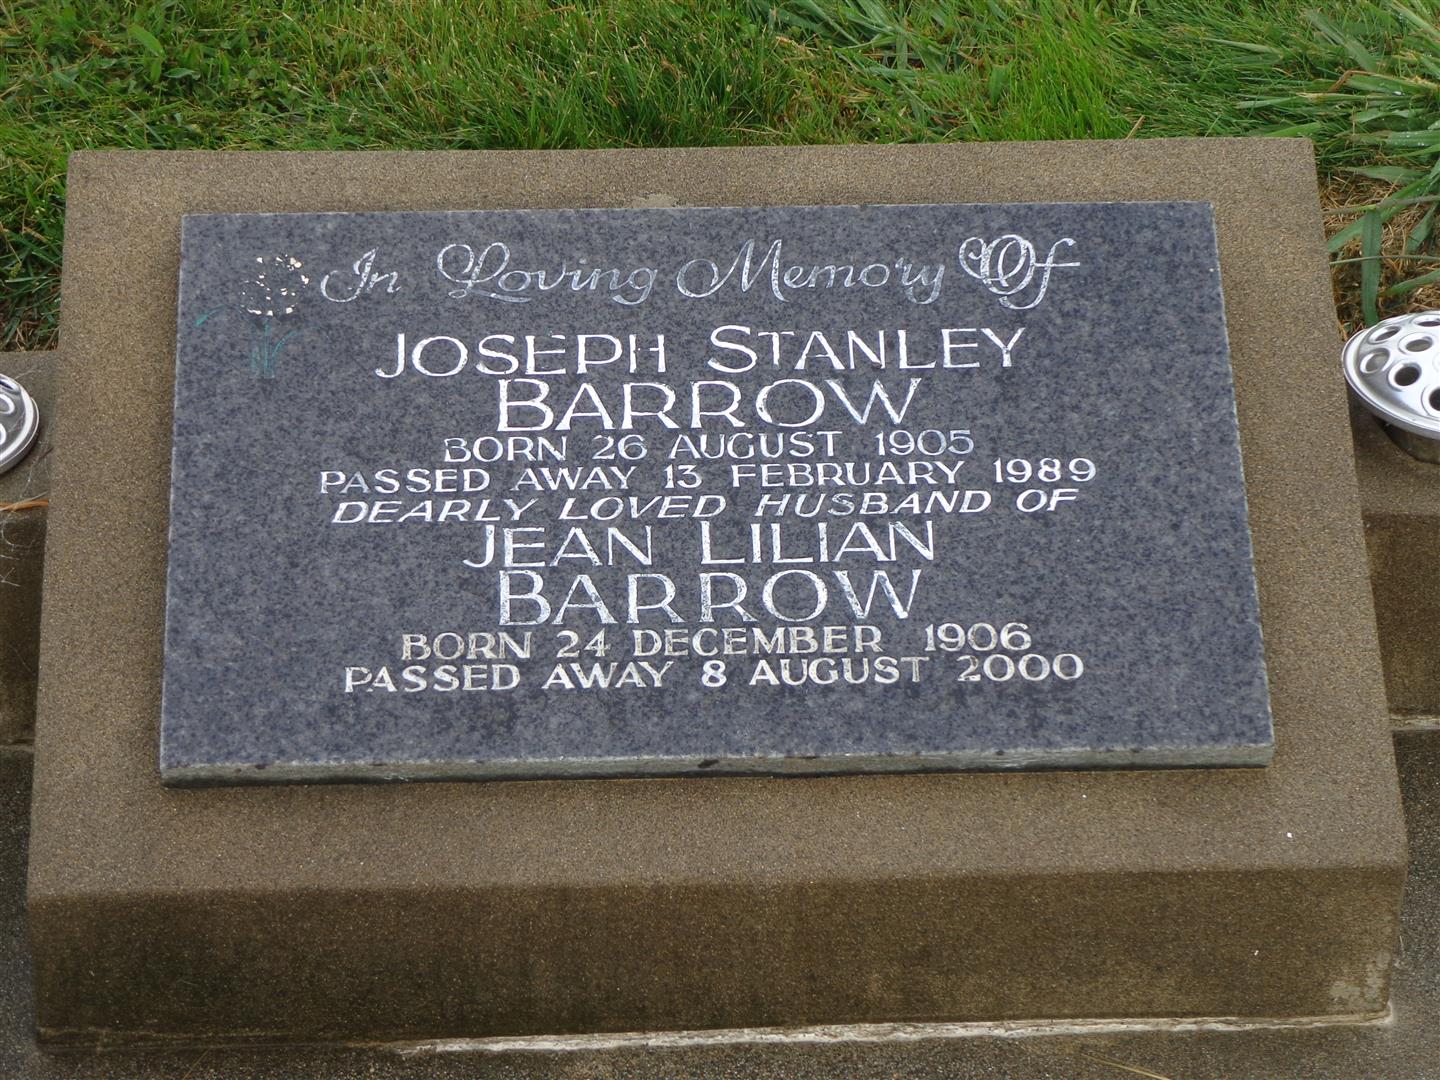 In Loving Memory Of
JOSEPH STANLEY
BARROW
BORN 26 AUGUST 1905
PASSED AWAY 13 FEBRUARY 1989
DEARLY LOVED HUSBAND OF
JEAN LILIAN
BARROW
BORN 24 DECEMBER 1906
PASSED AWAY 8 AUGUST 2000